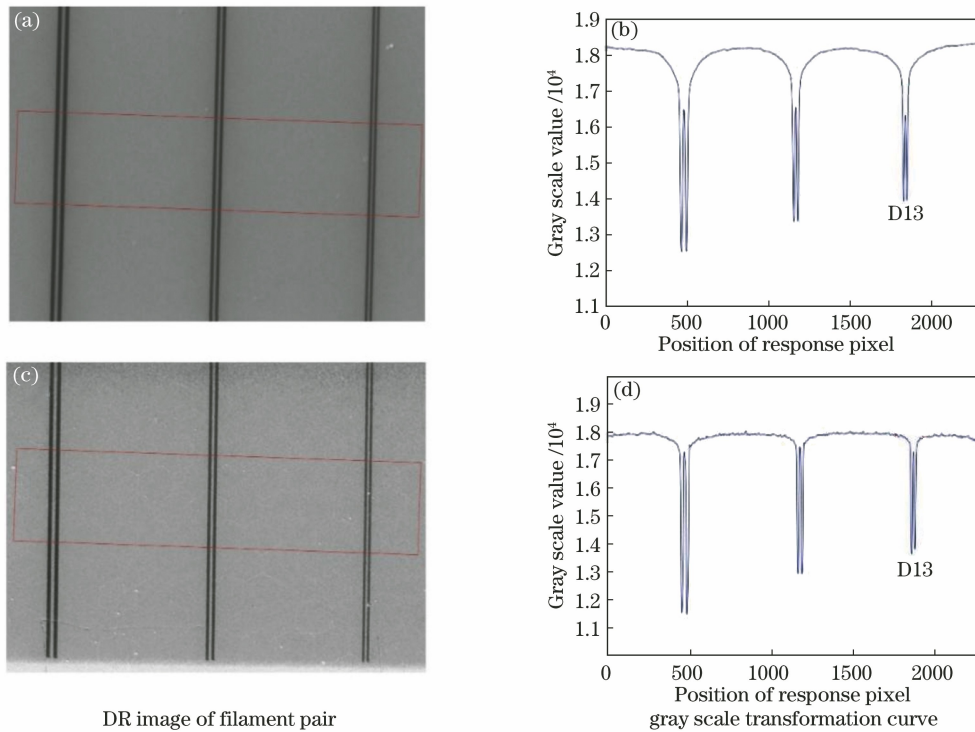 (a)
(b)
Gray scale value /10⁴
1.9
1.8
1.7
1.6
1.5
1.4
1.3
1.2
1.1
D13
0 500 1000 1500 2000
Position of response pixel
(c)
(d)
Gray scale value /10⁴
1.9
1.8
1.7
1.6
1.5
1.4
1.3
1.2
1.1
D13
0 500 1000 1500 2000
Position of response pixel
DR image of filament pair
gray scale transformation curve